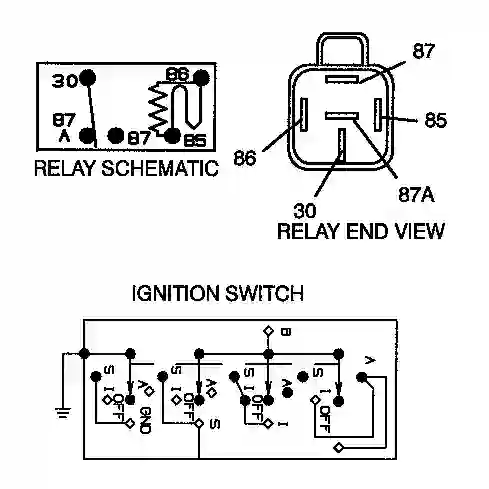 87
30
86
87
A
87
85
RELAY SCHEMATIC
85
86
87A
30
RELAY END VIEW
IGNITION SWITCH
B
S I OFF A GND
S I OFF A S
S I OFF A I
S I OFF A